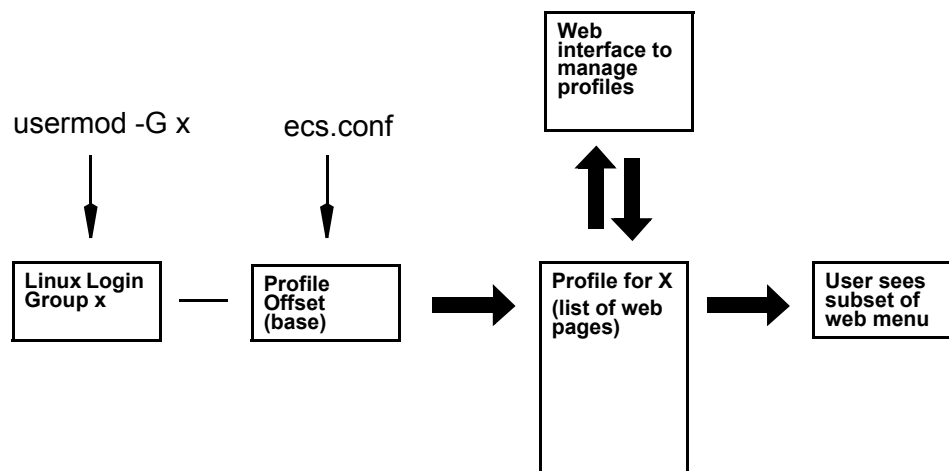 Web
interface to
manage
profiles
usermod -G x
ecs.conf
Linux Login
Group x
Profile
Offset
(base)
Profile for X
(list of web
pages)
User sees
subset of
web menu